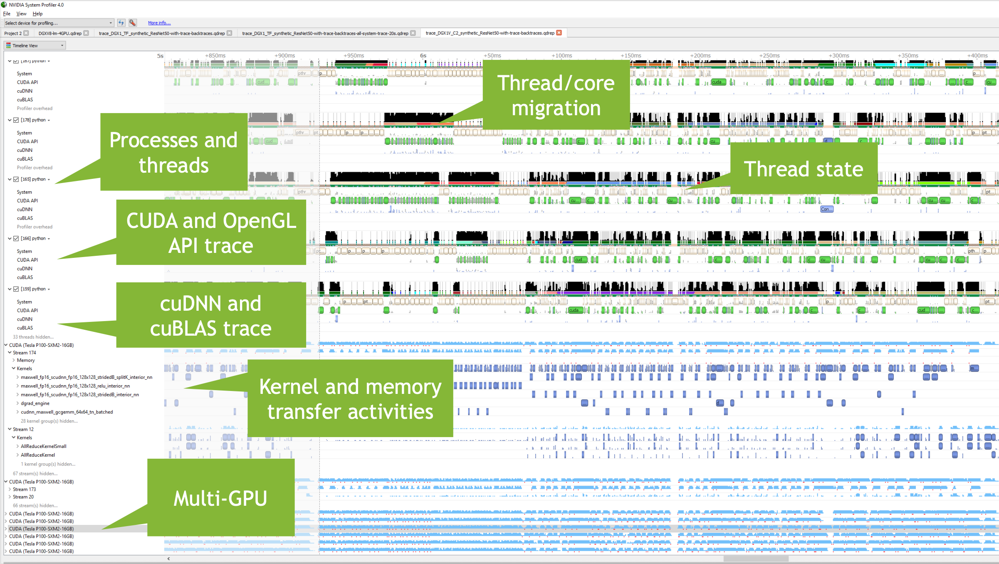 NVIDIA System Profiler 4.0
File View Help
Select device for profiling... More info...
Project 2 DGXV8-lm-4GPU.qdrep trace_DGX1_TF_synthetic_ResNet50-with-trace-backtraces.qdrep trace_DGX1_TF_synthetic_ResNet50-with-trace-backtraces-all-system-trace-20s.qdrep trace_DGX1V_C2_synthetic_ResNet50-with-trace-backtraces.qdrep
Timeline View
5s +850ms +900ms +950ms 6s +50ms +100ms +150ms +200ms +250ms +300ms +350ms +400ms
[167] python
System
CUDA API
cuDNN
cuBLAS
Profiler overhead
Thread/core
migration
[178] python
System
CUDA API
cuDNN
cuBLAS
Profiler overhead
Processes and
threads
Thread state
[165] python
System
CUDA API
cuDNN
Con...
cuBLAS
Profiler overhead
CUDA and OpenGL
API trace
[166] python
System
CUDA API
cuDNN
cuBLAS
[159] python
System
CUDA API
cuDNN
cuBLAS
cuDNN and
cuBLAS trace
33 threads hidden...
CUDA (Tesla P100-SXM2-16GB)
Stream 174
Memory
Kernels
maxwell_fp16_scudnn_fp16_128x128_stridedB_splitK_interior_nn
maxwell_fp16_scudnn_fp16_128x128_relu_interior_nn
maxwell_fp16_scudnn_fp16_128x128_stridedB_interior_nn
dgrad_engine
cudnn_maxwell_gcgemm_64x64_tn_batched
28 kernel group(s) hidden...
Kernel and memory
transfer activities
Stream 12
Kernels
AllReduceKernelSmall
AllReduceKernel
1 kernel group(s) hidden...
67 stream(s) hidden...
CUDA (Tesla P100-SXM2-16GB)
Stream 173
Stream 20
66 stream(s) hidden...
Multi-GPU
CUDA (Tesla P100-SXM2-16GB)
CUDA (Tesla P100-SXM2-16GB)
CUDA (Tesla P100-SXM2-16GB)
CUDA (Tesla P100-SXM2-16GB)
CUDA (Tesla P100-SXM2-16GB)
CUDA (Tesla P100-SXM2-16GB)